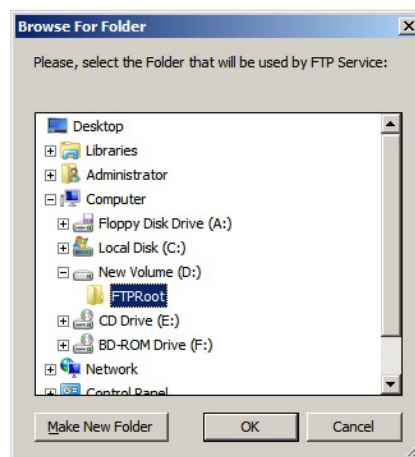 Browse For Folder
Please, select the Folder that will be used by FTP Service:
Desktop
Libraries
Administrator
Computer
Floppy Disk Drive (A:)
Local Disk (C:)
New Volume (D:)
FTPRoot
CD Drive (E:)
BD-ROM Drive (F:)
Network
Control Panel
Make New Folder
OK
Cancel